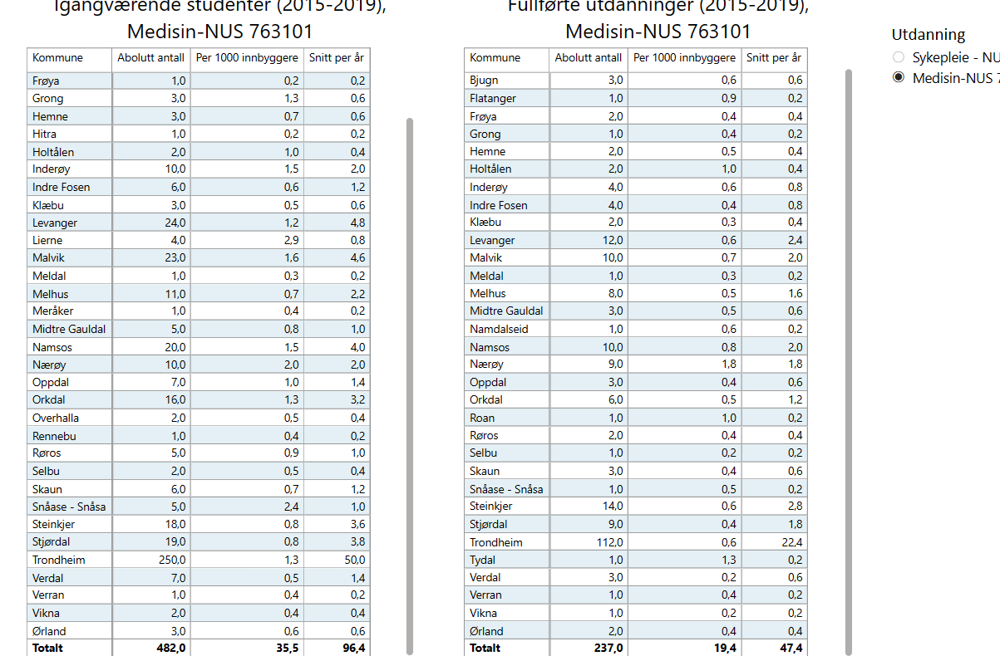 Igangværende studenter (2015-2019),
Medisin-NUS 763101
Kommune Abolutt antall Per 1000 innbyggere Snitt per år
Frøya 1,0 0,2 0,2
Grong 3,0 1,3 0,6
Hemne 3,0 0,7 0,6
Hitra 1,0 0,2 0,2
Holtålen 2,0 1,0 0,4
Inderøy 10,0 1,5 2,0
Indre Fosen 6,0 0,6 1,2
Klæbu 3,0 0,5 0,6
Levanger 24,0 1,2 4,8
Lierne 4,0 2,9 0,8
Malvik 23,0 1,6 4,6
Meldal 1,0 0,3 0,2
Melhus 11,0 0,7 2,2
Meråker 1,0 0,4 0,2
Midtre Gauldal 5,0 0,8 1,0
Namsos 20,0 1,5 4,0
Nærøy 10,0 2,0 2,0
Oppdal 7,0 1,0 1,4
Orkdal 16,0 1,3 3,2
Overhalla 2,0 0,5 0,4
Rennebu 1,0 0,4 0,2
Røros 5,0 0,9 1,0
Selbu 2,0 0,5 0,4
Skaun 6,0 0,7 1,2
Snåase - Snåsa 5,0 2,4 1,0
Steinkjer 18,0 0,8 3,6
Stjørdal 19,0 0,8 3,8
Trondheim 250,0 1,3 50,0
Verdal 7,0 0,5 1,4
Verran 1,0 0,4 0,2
Vikna 2,0 0,4 0,4
Ørland 3,0 0,6 0,6
Totalt 482,0 35,5 96,4
Fullførte utdanninger (2015-2019),
Medisin-NUS 763101
Kommune Abolutt antall Per 1000 innbyggere Snitt per år
Bjugn 3,0 0,6 0,6
Flatanger 1,0 0,9 0,2
Frøya 2,0 0,4 0,4
Grong 1,0 0,4 0,2
Hemne 2,0 0,5 0,4
Holtålen 2,0 1,0 0,4
Inderøy 4,0 0,6 0,8
Indre Fosen 4,0 0,4 0,8
Klæbu 2,0 0,3 0,4
Levanger 12,0 0,6 2,4
Malvik 10,0 0,7 2,0
Meldal 1,0 0,3 0,2
Melhus 8,0 0,5 1,6
Midtre Gauldal 3,0 0,5 0,6
Namdalseid 1,0 0,6 0,2
Namsos 10,0 0,8 2,0
Nærøy 9,0 1,8 1,8
Oppdal 3,0 0,4 0,6
Orkdal 6,0 0,5 1,2
Roan 1,0 1,0 0,2
Røros 2,0 0,4 0,4
Selbu 1,0 0,2 0,2
Skaun 3,0 0,4 0,6
Snåase - Snåsa 1,0 0,5 0,2
Steinkjer 14,0 0,6 2,8
Stjørdal 9,0 0,4 1,8
Trondheim 112,0 0,6 22,4
Tydal 1,0 1,3 0,2
Verdal 3,0 0,2 0,6
Verran 1,0 0,4 0,2
Vikna 1,0 0,2 0,2
Ørland 2,0 0,4 0,4
Totalt 237,0 19,4 47,4
Utdanning
Sykepleie - NU
Medisin-NUS 7